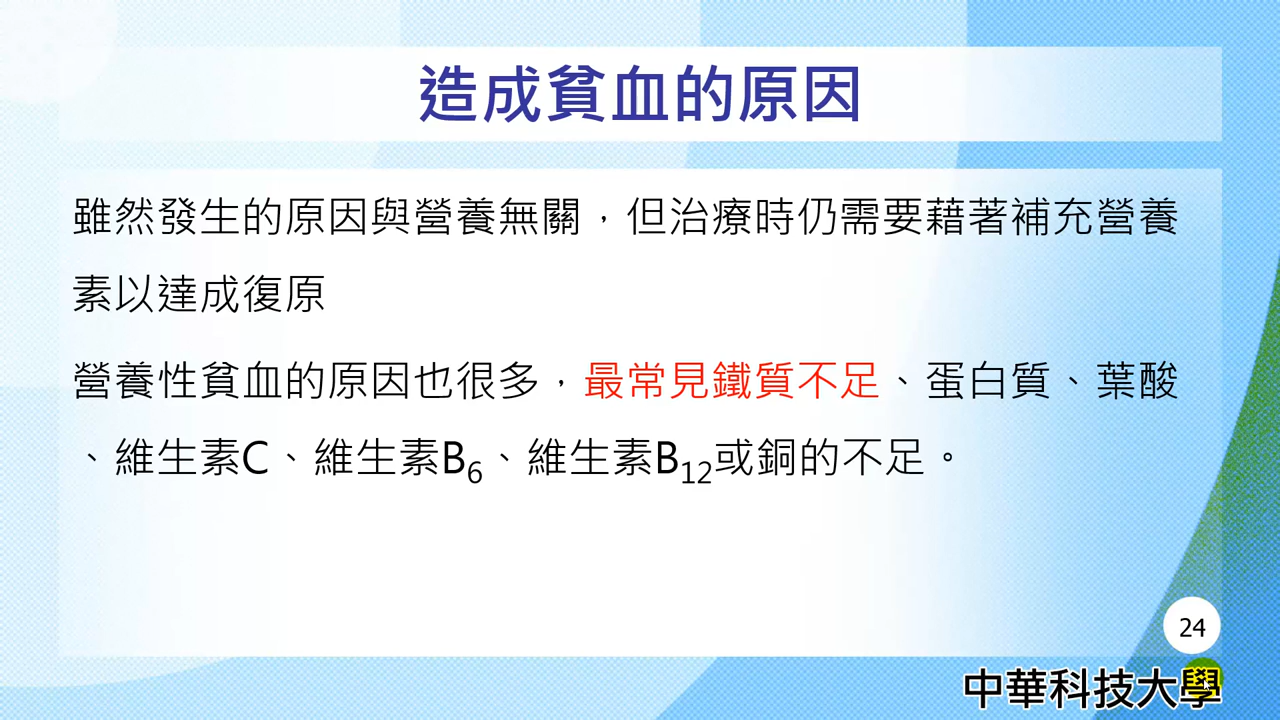 造成貧血的原因
雖然發生的原因與營養無關，但治療時仍需要藉著補充營養
素以達成復原
營養性貧血的原因也很多，最常見鐵質不足、蛋白質、葉酸
、維生素C、維生素B6、維生素B12或銅的不足。
24
中華科技大學